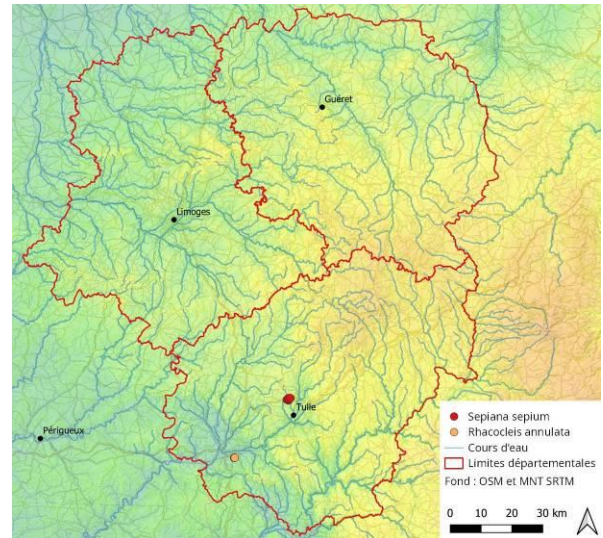 Guéret
Limoges
Tulle
Périgueux
Sepiana sepium
Rhacocleis annulata
Cours d'eau
Limites départementales
Fond : OSM et MNT SRTM
0 10 20 30 km